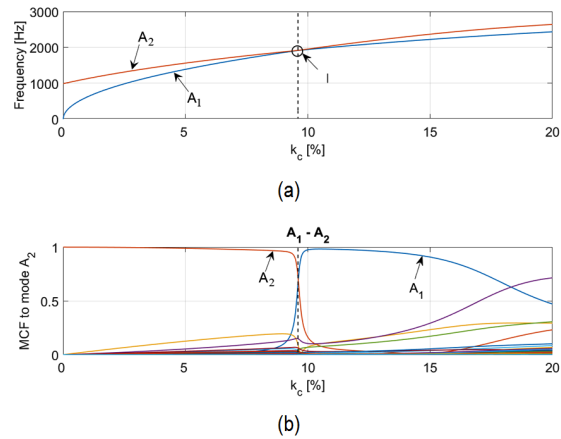 3000
2000
1000
0
Frequency [Hz]
A2
A1
I
0 5 10 15 20
kc [%]
(a)
A1 - A2
1
0.5
0
MCF to mode A2
A2
A1
0 5 10 15 20
kc [%]
(b)